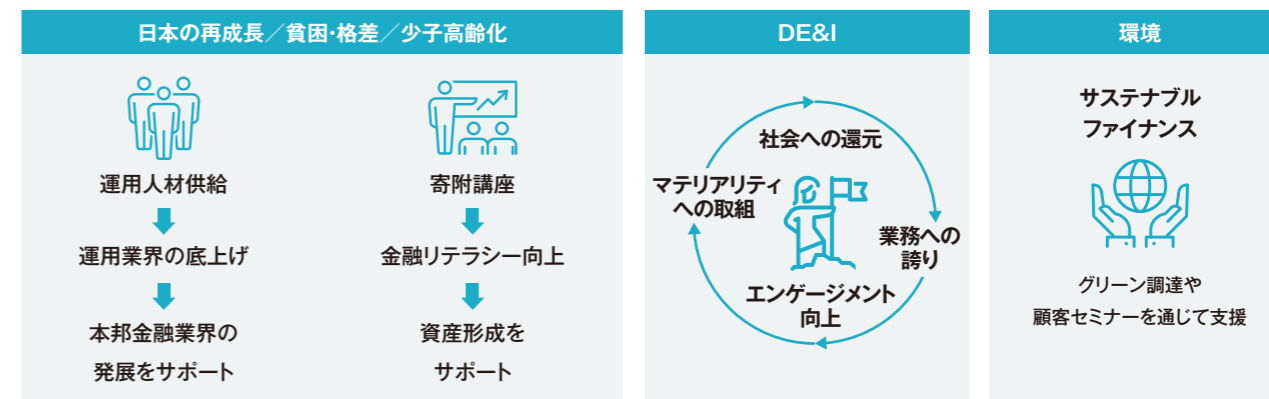 日本の再成長／貧困・格差／少子高齢化
運用人材供給
運用業界の底上げ
本邦金融業界の
発展をサポート
寄附講座
金融リテラシー向上
資産形成を
サポート
DE&I
社会への還元
業務への
誇り
エンゲージメント
向上
マテリアリティ
への取組
環境
サステナブル
ファイナンス
グリーン調達や
顧客セミナーを通じて支援